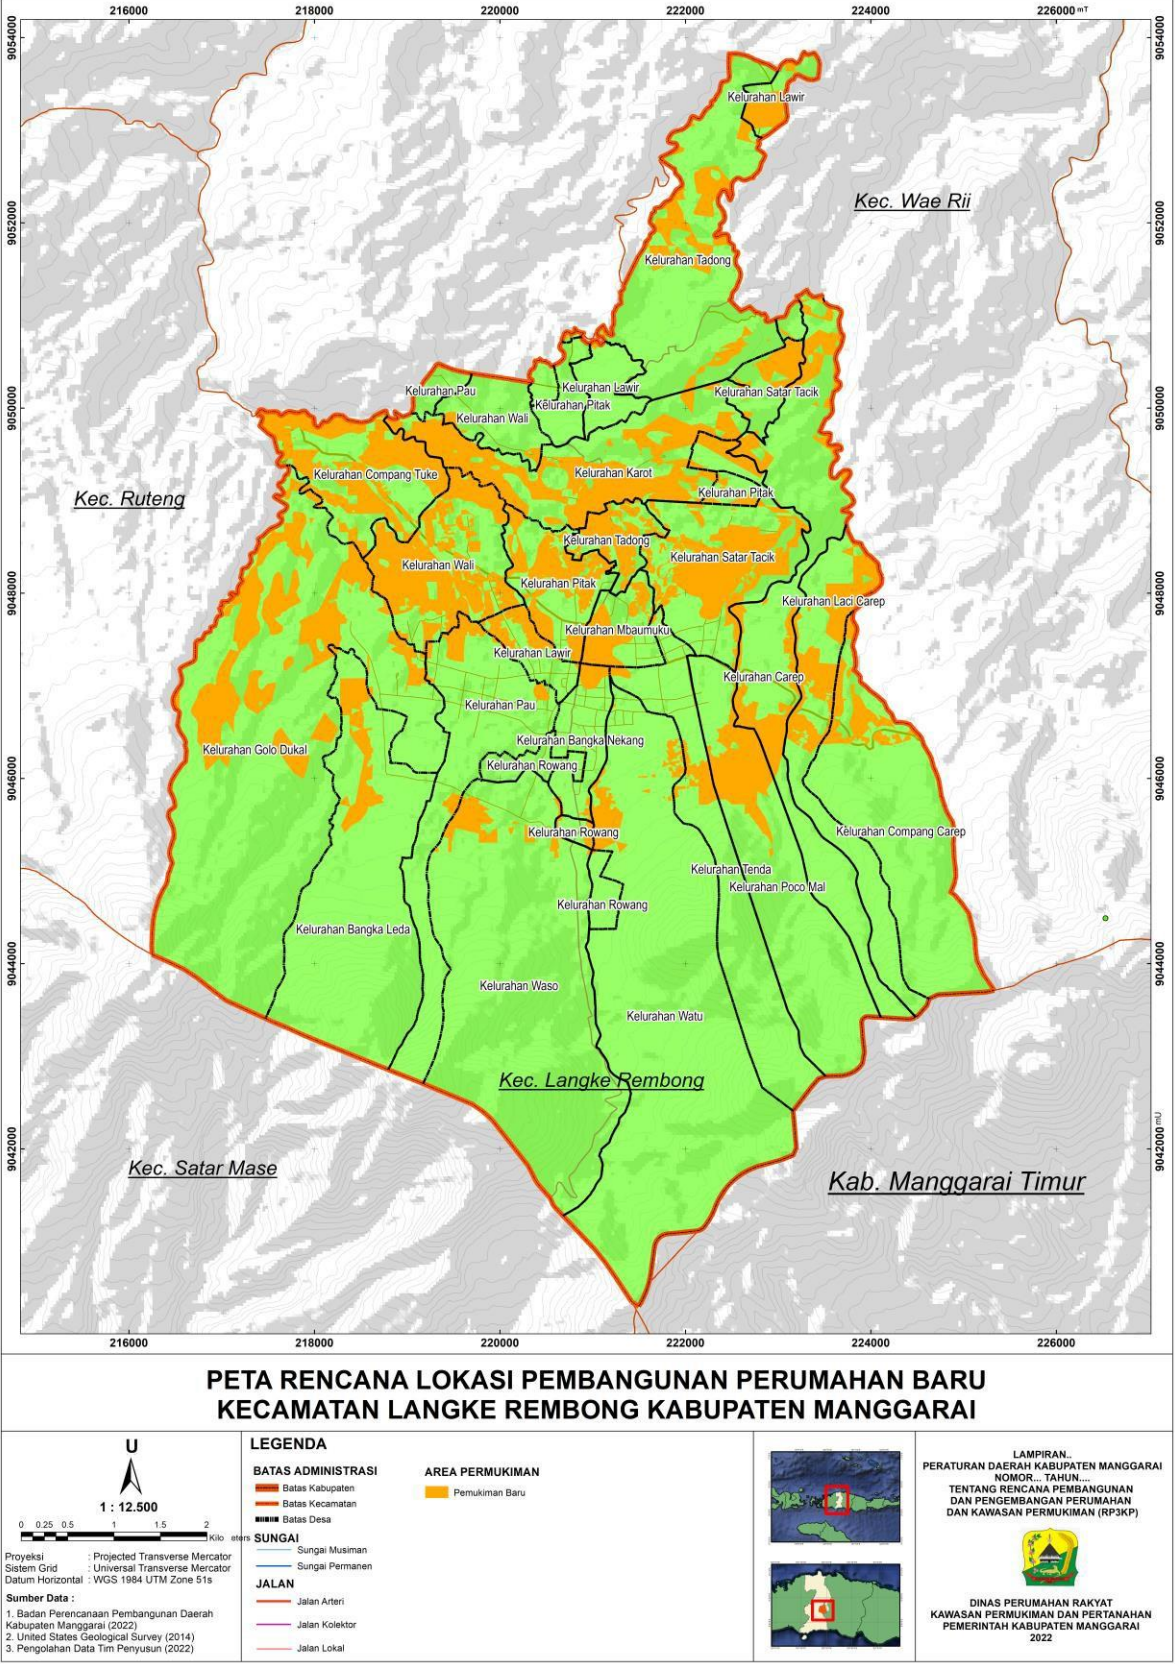 216000
218000
220000
222000
224000
226000 mT
9054000
9054000
Kelurahan Lawir
Kec. Wae Rii
9052000
9052000
Kelurahan Tadong
Kelurahan Pau
Kelurahan Lawir
Kelurahan Satar Tacik
Kelurahan Pitak
9050000
9050000
Kelurahan Wali
Kelurahan Compang Tuke
Kelurahan Karot
Kec. Ruteng
Kelurahan Pitak
Kelurahan Tadong
Kelurahan Satar Tacik
Kelurahan Wali
Kelurahan Pitak
9048000
9048000
Kelurahan Laci Carep
Kelurahan Mbaumuku
Kelurahan Lawir
Kelurahan Carep
Kelurahan Pau
Kelurahan Golo Dukal
Kelurahan Bangka Nekang
Kelurahan Rowang
9046000
9046000
Kelurahan Rowang
Kelurahan Compang Carep
Kelurahan Tenda
Kelurahan Poco Mal
Kelurahan Rowang
Kelurahan Bangka Leda
9044000
9044000
Kelurahan Waso
Kelurahan Watu
Kec. Langke Rembong
9042000
9042000 mU
Kec. Satar Mase
Kab. Manggarai Timur
216000
218000
220000
222000
224000
226000
PETA RENCANA LOKASI PEMBANGUNAN PERUMAHAN BARU
KECAMATAN LANGKE REMBONG KABUPATEN MANGGARAI
U
1 : 12.500
0 0.25 0.5 1 1.5 2
Kilo eters
Proyeksi : Projected Transverse Mercator
Sistem Grid : Universal Transverse Mercator
Datum Horizontal : WGS 1984 UTM Zone 51s
Sumber Data :
1. Badan Perencanaan Pembangunan Daerah
Kabupaten Manggarai (2022)
2. United States Geological Survey (2014)
3. Pengolahan Data Tim Penyusun (2022)
LEGENDA
BATAS ADMINISTRASI
Batas Kabupaten
Batas Kecamatan
Batas Desa
SUNGAI
Sungai Musiman
Sungai Permanen
JALAN
Jalan Arteri
Jalan Kolektor
Jalan Lokal
AREA PERMUKIMAN
Pemukiman Baru
LAMPIRAN..
PERATURAN DAERAH KABUPATEN MANGGARAI
NOMOR... TAHUN....
TENTANG RENCANA PEMBANGUNAN
DAN PENGEMBANGAN PERUMAHAN
DAN KAWASAN PERMUKIMAN (RP3KP)
DINAS PERUMAHAN RAKYAT
KAWASAN PERMUKIMAN DAN PERTANAHAN
PEMERINTAH KABUPATEN MANGGARAI
2022